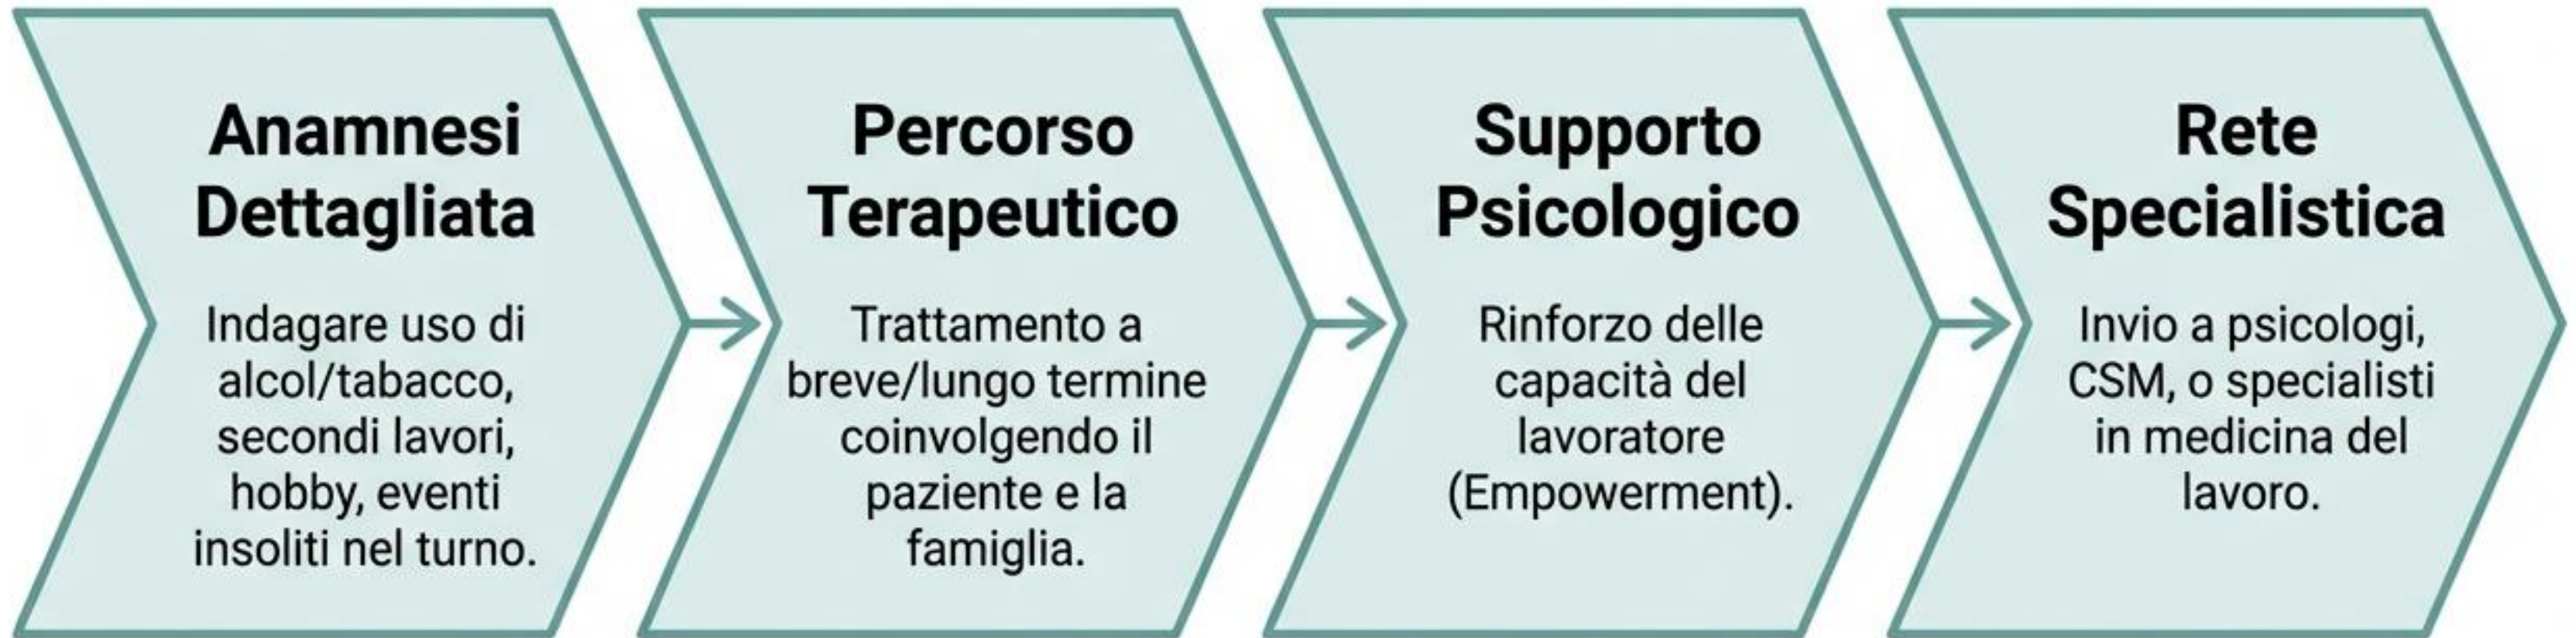 Anamnesi
Dettagliata
Indagare uso di
alcol/tabacco,
secondi lavori,
hobby, eventi
insoliti nel turno.
Percorso
Terapeutico
Trattamento a
breve/lungo termine
coinvolgendo il
paziente e la
famiglia.
Supporto
Psicologico
Rinforzo delle
capacità del
lavoratore
(Empowerment).
Rete
Specialistica
Invio a psicologi,
CSM, o specialisti
in medicina del
lavoro.